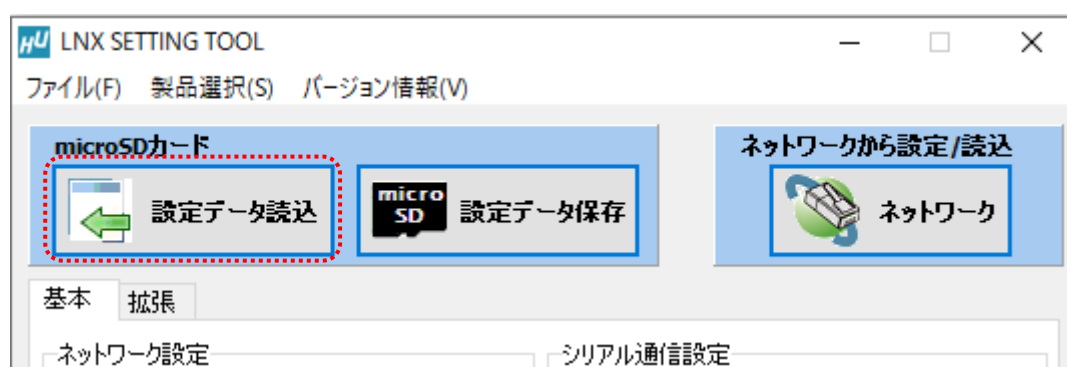 HU LNX SETTING TOOL
ファイル(F) 製品選択(S) バージョン情報(V)
microSDカード
設定データ読込
micro
SD
設定データ保存
ネットワークから設定/読込
ネットワーク
基本 拡張
ネットワーク設定
シリアル通信設定